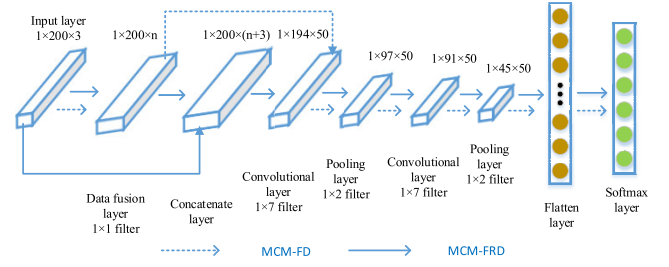 Input layer
1×200×3
1×200×n
1×200×(n+3)
1×194×50
1×97×50
1×91×50
1×45×50
Data fusion
layer
1×1 filter
Concatenate
layer
Convolutional
layer
1×7 filter
Pooling
layer
1×2 filter
Convolutional
layer
1×7 filter
Pooling
layer
1×2 filter
Flatten
layer
Softmax
layer
MCM-FD
MCM-FRD